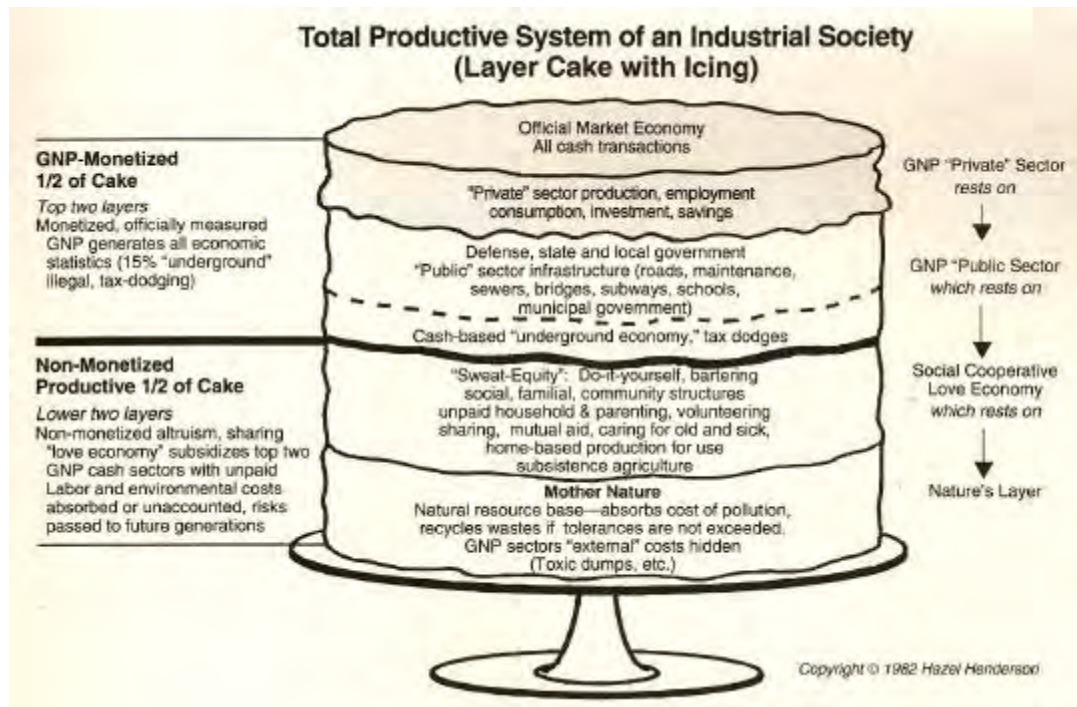 Total Productive System of an Industrial Society
(Layer Cake with Icing)
GNP-Monetized
1/2 of Cake
Top two layers
Monetized, officially measured
GNP generates all economic
statistics (15% "underground"
illegal, tax-dodging)
Non-Monetized
Productive 1/2 of Cake
Lower two layers
Non-monetized altruism, sharing
"love economy" subsidizes top two
GNP cash sectors with unpaid
Labor and environmental costs
absorbed or unaccounted, risks
passed to future generations
Official Market Economy
All cash transactions
"Private" sector production, employment
consumption, investment, savings
Defense, state and local government
"Public" sector infrastructure (roads, maintenance,
sewers, bridges, subways, schools,
municipal government)
Cash-based "underground economy," tax dodges
"Sweat-Equity": Do-it-yourself, bartering
social, familial, community structures
unpaid household & parenting, volunteering
sharing, mutual aid, caring for old and sick,
home-based production for use
subsistence agriculture
Mother Nature
Natural resource base—absorbs cost of pollution,
recycles wastes if tolerances are not exceeded.
GNP sectors "external" costs hidden
(Toxic dumps, etc.)
GNP "Private" Sector
rests on
GNP "Public Sector
which rests on
Social Cooperative
Love Economy
which rests on
Nature's Layer
Copyright © 1982 Hazel Henderson